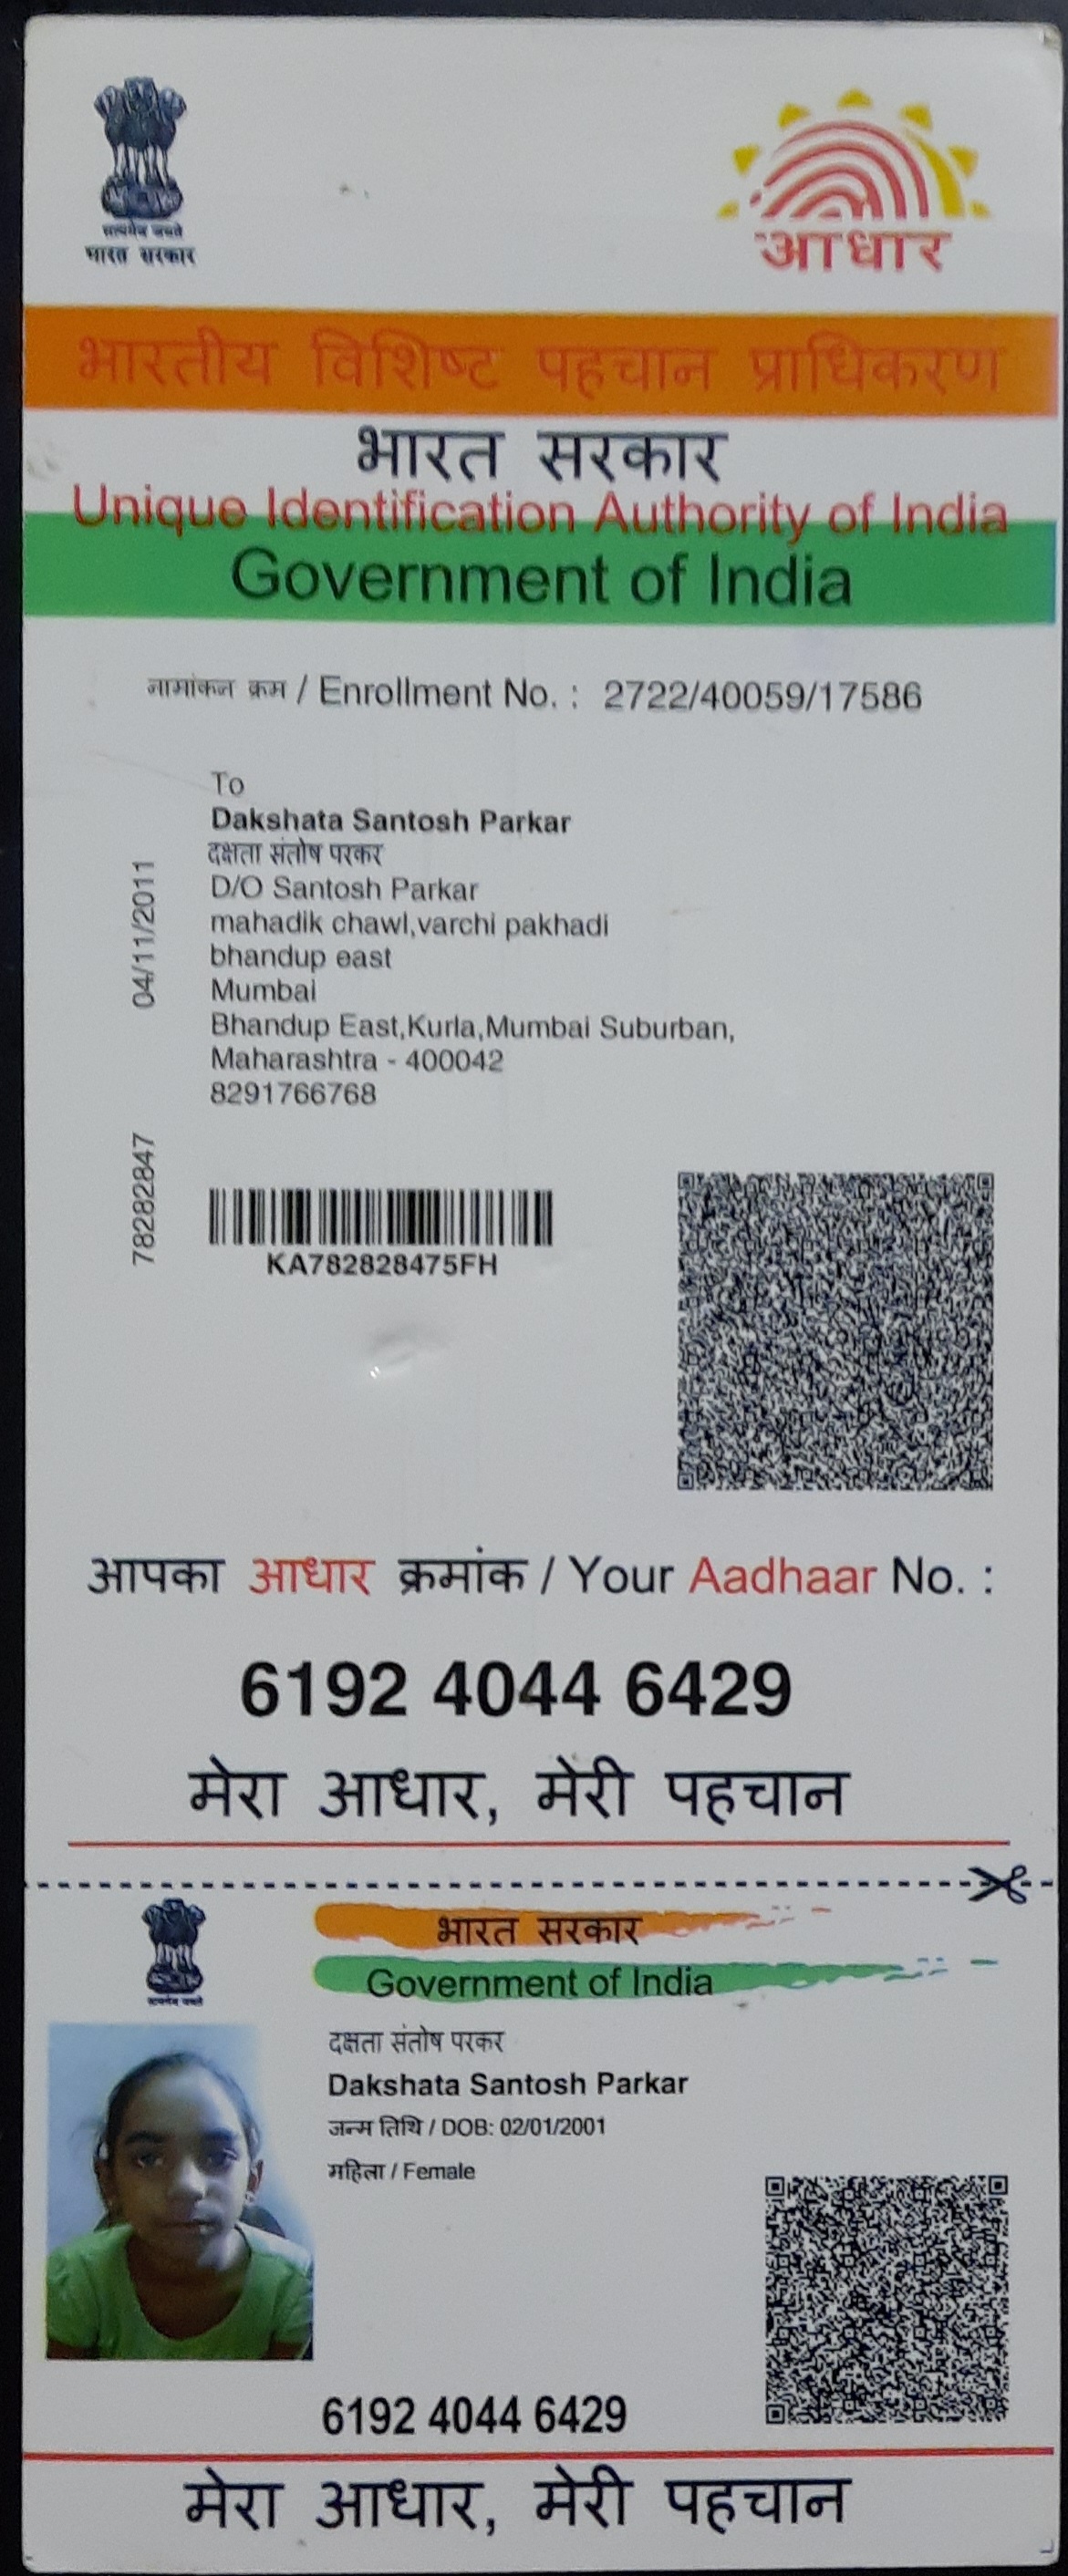 सत्यमेव जयते
भारत सरकार
आधार
भारतीय विशिष्ट पहचान प्राधिकरण
भारत सरकार
Unique Identification Authority of India
Government of India
नामांकन क्रम / Enrollment No. : 2722/40059/17586
To
Dakshata Santosh Parkar
दक्षता संतोष परकर
D/O Santosh Parkar
mahadik chawl,varchi pakhadi
bhandup east
Mumbai
Bhandup East,Kurla,Mumbai Suburban,
Maharashtra - 400042
8291766768
04/11/2011
78282847
KA782828475FH
आपका आधार क्रमांक / Your Aadhaar No. :
6192 4044 6429
मेरा आधार, मेरी पहचान
सत्यमेव जयते
भारत सरकार
Government of India
दक्षता संतोष परकर
Dakshata Santosh Parkar
जन्म तिथि / DOB: 02/01/2001
महिला / Female
6192 4044 6429
मेरा आधार, मेरी पहचान